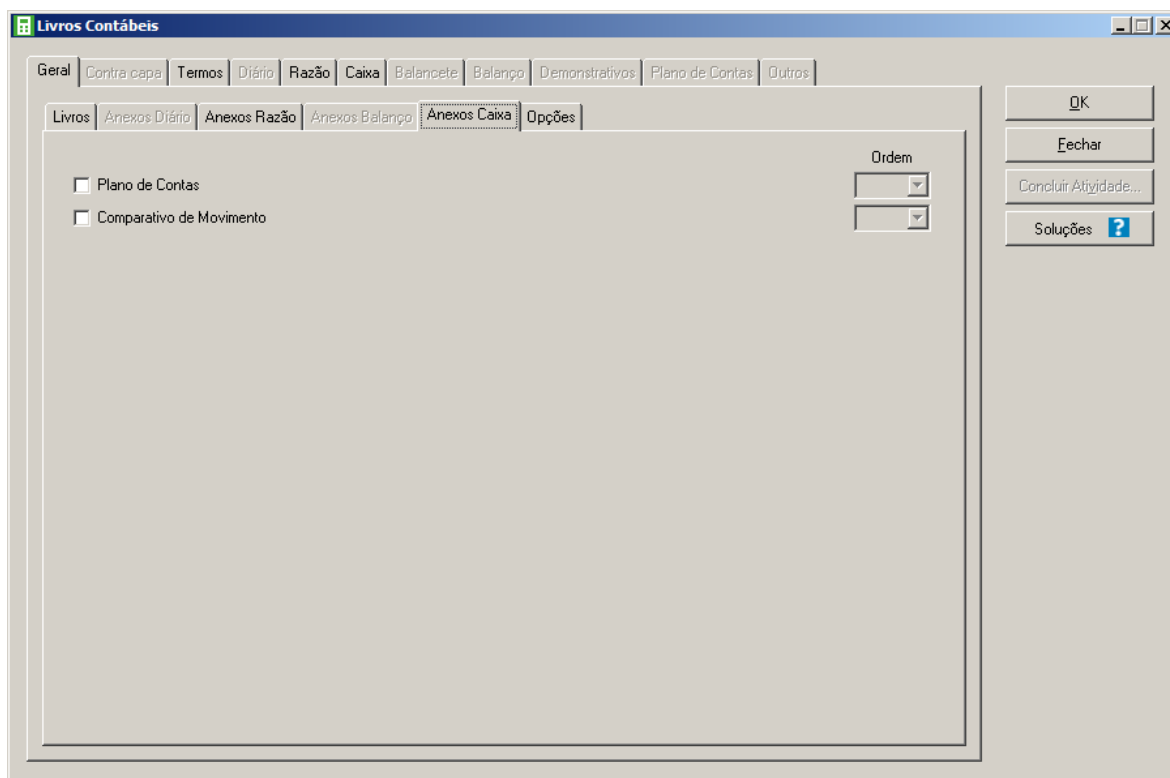 Livros Contábeis
Geral Contra capa Termos Diário Razão Caixa Balancete Balanço Demonstrativos Plano de Contas Outros
Livros Anexos Diário Anexos Razão Anexos Balanço Anexos Caixa Opções
Ordem
Plano de Contas
Comparativo de Movimento
OK
Fechar
Concluir Atividade...
Soluções ?